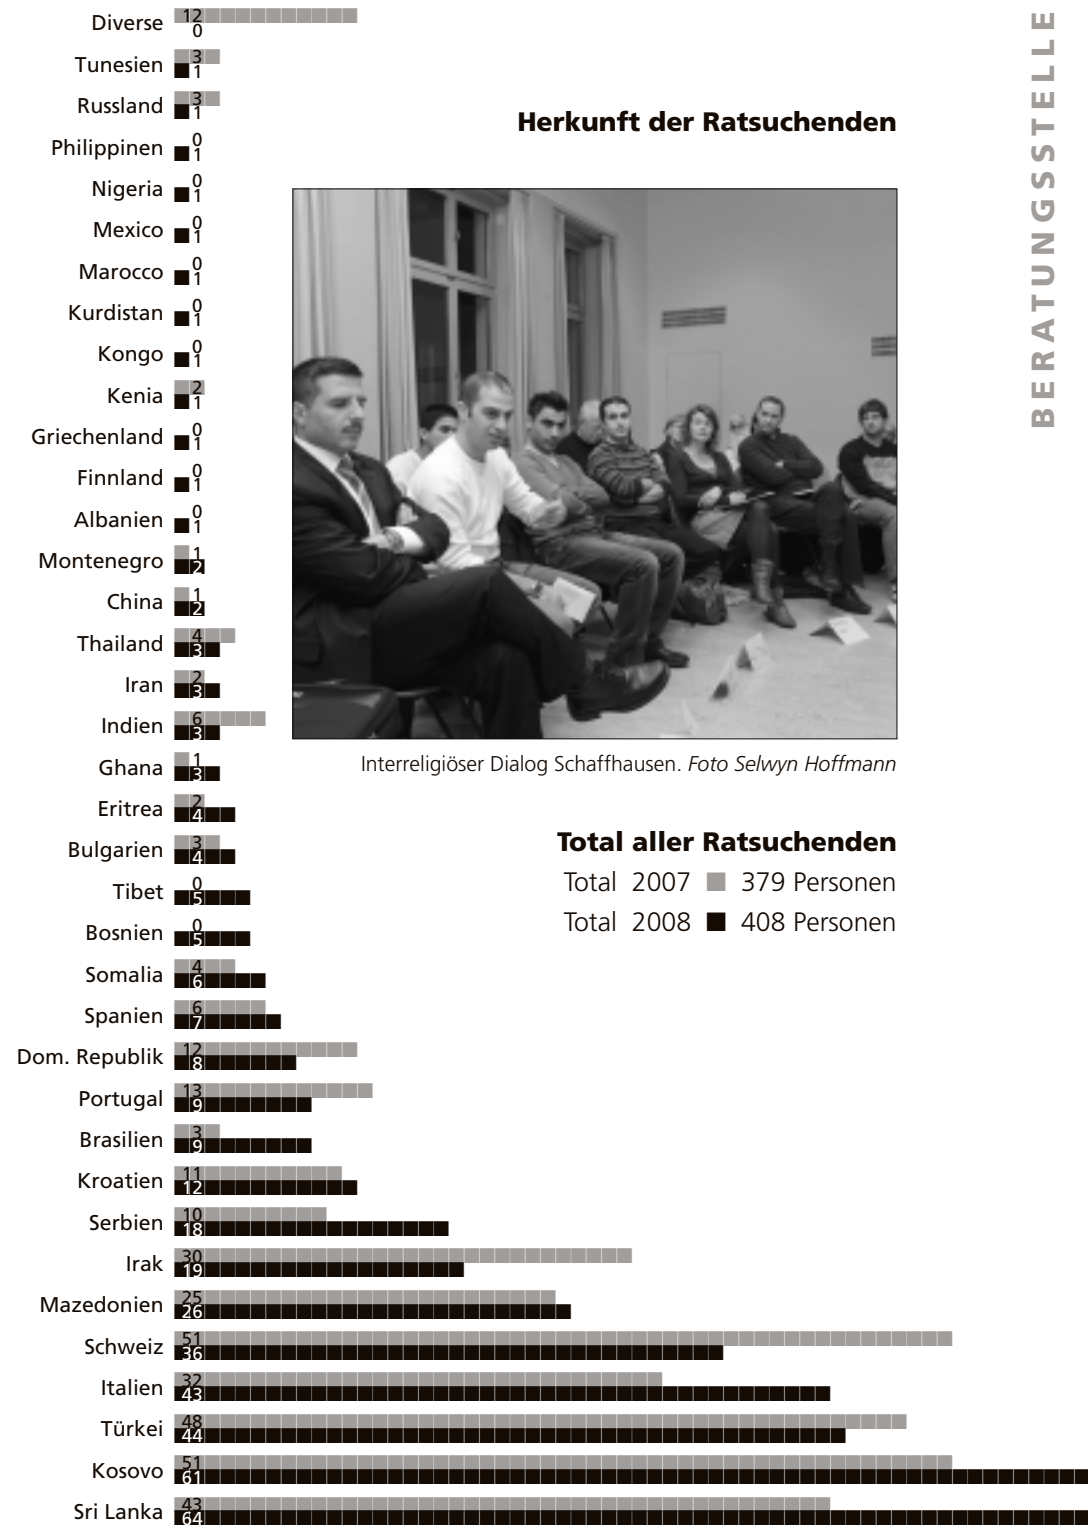 BERATUNGSSTELLE
Herkunft der Ratsuchenden
Diverse 12 0
Tunesien 3 1
Russland 3 1
Philippinen 0 1
Nigeria 0 1
Mexico 0 1
Marocco 0 1
Kurdistan 0 1
Kongo 0 1
Kenia 2 1
Griechenland 0 1
Finnland 0 1
Albanien 0 1
Montenegro 1 2
China 1 2
Thailand 4 3
Iran 2 3
Indien 6 3
Ghana 1 3
Eritrea 2 4
Bulgarien 3 4
Tibet 0 5
Bosnien 0 5
Somalia 4 6
Spanien 6 7
Dom. Republik 12 8
Portugal 13 9
Brasilien 3 9
Kroatien 11 12
Serbien 10 18
Irak 30 19
Mazedonien 25 26
Schweiz 51 36
Italien 32 43
Türkei 48 44
Kosovo 51 61
Sri Lanka 43 64
Interreligiöser Dialog Schaffhausen. Foto Selwyn Hoffmann
Total aller Ratsuchenden
Total 2007 379 Personen
Total 2008 408 Personen